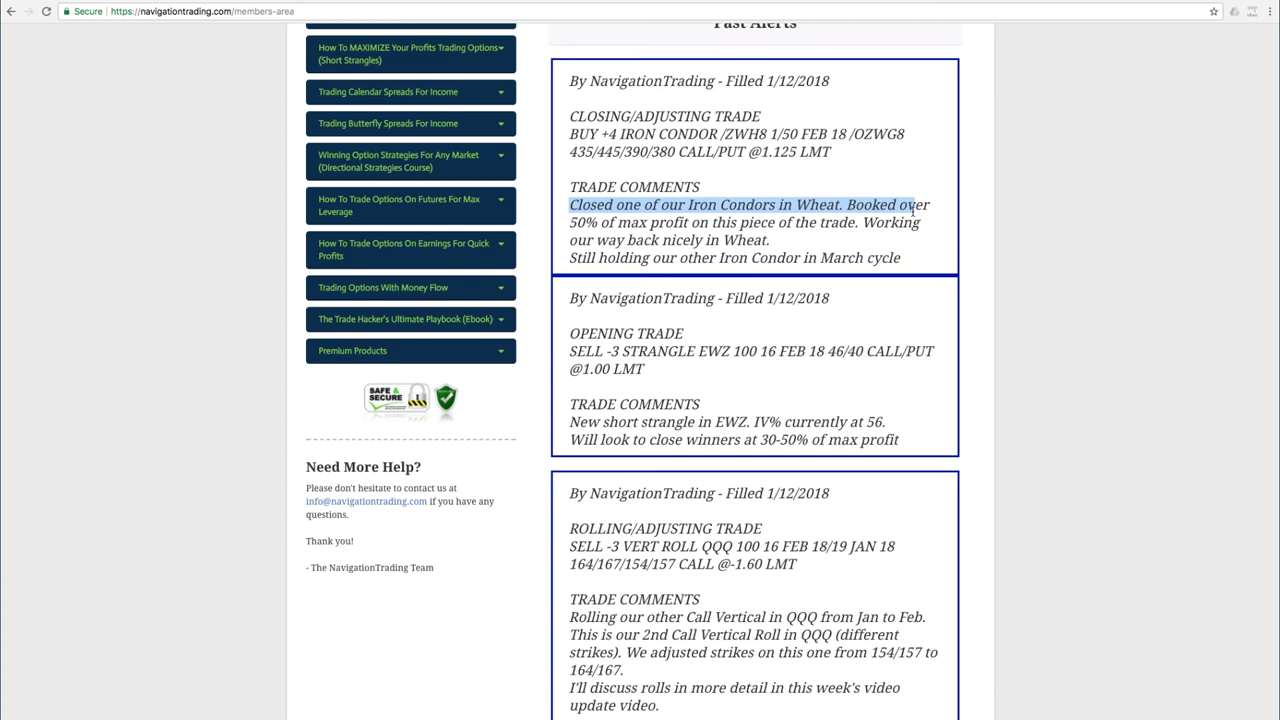 Secure
https://navigationtrading.com/members-area
How To MAXIMIZE Your Profits Trading Options
(Short Strangles)
Trading Calendar Spreads For Income
Trading Butterfly Spreads For Income
Winning Option Strategies For Any Market
(Directional Strategies Course)
How To Trade Options On Futures For Max
Leverage
How To Trade Options On Earnings For Quick
Profits
Trading Options With Money Flow
The Trade Hacker's Ultimate Playbook (Ebook)
Premium Products
SAFE &
SECURE
Need More Help?
Please don't hesitate to contact us at
info@navigationtrading.com if you have any
questions.
Thank you!
- The NavigationTrading Team
Past Alerts
By NavigationTrading - Filled 1/12/2018
CLOSING/ADJUSTING TRADE
BUY +4 IRON CONDOR /ZWH8 1/50 FEB 18 /OZWG8
435/445/390/380 CALL/PUT @1.125 LMT
TRADE COMMENTS
Closed one of our Iron Condors in Wheat. Booked over
50% of max profit on this piece of the trade. Working
our way back nicely in Wheat.
Still holding our other Iron Condor in March cycle
By NavigationTrading - Filled 1/12/2018
OPENING TRADE
SELL -3 STRANGLE EWZ 100 16 FEB 18 46/40 CALL/PUT
@1.00 LMT
TRADE COMMENTS
New short strangle in EWZ. IV% currently at 56.
Will look to close winners at 30-50% of max profit
By NavigationTrading - Filled 1/12/2018
ROLLING/ADJUSTING TRADE
SELL -3 VERT ROLL QQQ 100 16 FEB 18/19 JAN 18
164/167/154/157 CALL @-1.60 LMT
TRADE COMMENTS
Rolling our other Call Vertical in QQQ from Jan to Feb.
This is our 2nd Call Vertical Roll in QQQ (different
strikes). We adjusted strikes on this one from 154/157 to
164/167.
I'll discuss rolls in more detail in this week's video
update video.